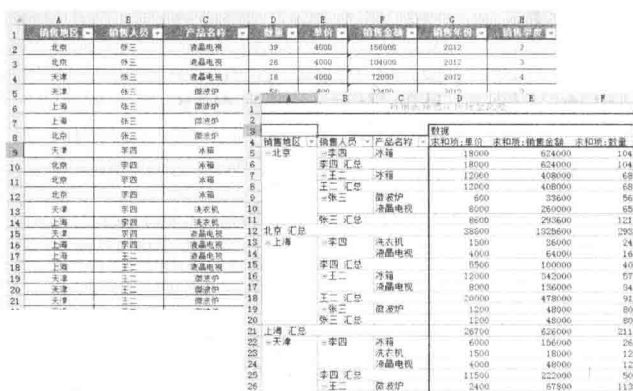 A B C D E F G H
1 销售地区 销售人员 产品名称 数量 单价 销售金额 销售年份 销售季度
2 北京 张三 液晶电视 39 4000 156000 2012 2
3 北京 张三 液晶电视 26 4000 104000 2012 3
4 天津 张三 液晶电视 18 4000 72000 2012 4
5 天津 张三 微波炉
6 上海 张三 微波炉
7 上海 张三 微波炉
8 北京 张三 液晶电视
9 天津 李四 冰箱
10 北京 李四 冰箱
11 北京 李四 冰箱
12 北京 李四 冰箱
13 天津 李四 洗衣机
14 上海 李四 洗衣机
15 天津 李四 液晶电视
16 上海 李四 液晶电视
17 上海 王二 液晶电视
18 上海 王二 液晶电视
19 天津 王二 微波炉
20 天津 王二 微波炉
21 天津 王二 微波炉
A B C D E F
1
2
3 数据
4 销售地区 销售人员 产品名称 求和项:单价 求和项:销售金额 求和项:数量
5 北京 李四 冰箱 18000 624000 104
6 李四 汇总 18000 624000 104
7 王二 冰箱 12000 408000 68
8 王二 汇总 12000 408000 68
9 张三 微波炉 600 33600 56
10 液晶电视 8000 260000 65
11 张三 汇总 8600 293600 121
12 北京 汇总 38600 1325600 293
13 上海 李四 洗衣机 1500 36000 24
14 液晶电视 4000 64000 16
15 李四 汇总 5500 100000 40
16 王二 冰箱 12000 342000 57
17 液晶电视 8000 136000 34
18 王二 汇总 20000 478000 91
19 张三 微波炉 1200 48000 80
20 张三 汇总 1200 48000 80
21 上海 汇总 26700 626000 211
22 天津 李四 冰箱 6000 156000 26
23 洗衣机 1500 18000 12
24 液晶电视 4000 48000 12
25 李四 汇总 11500 222000 50
26 王二 微波炉 2400 67800 113